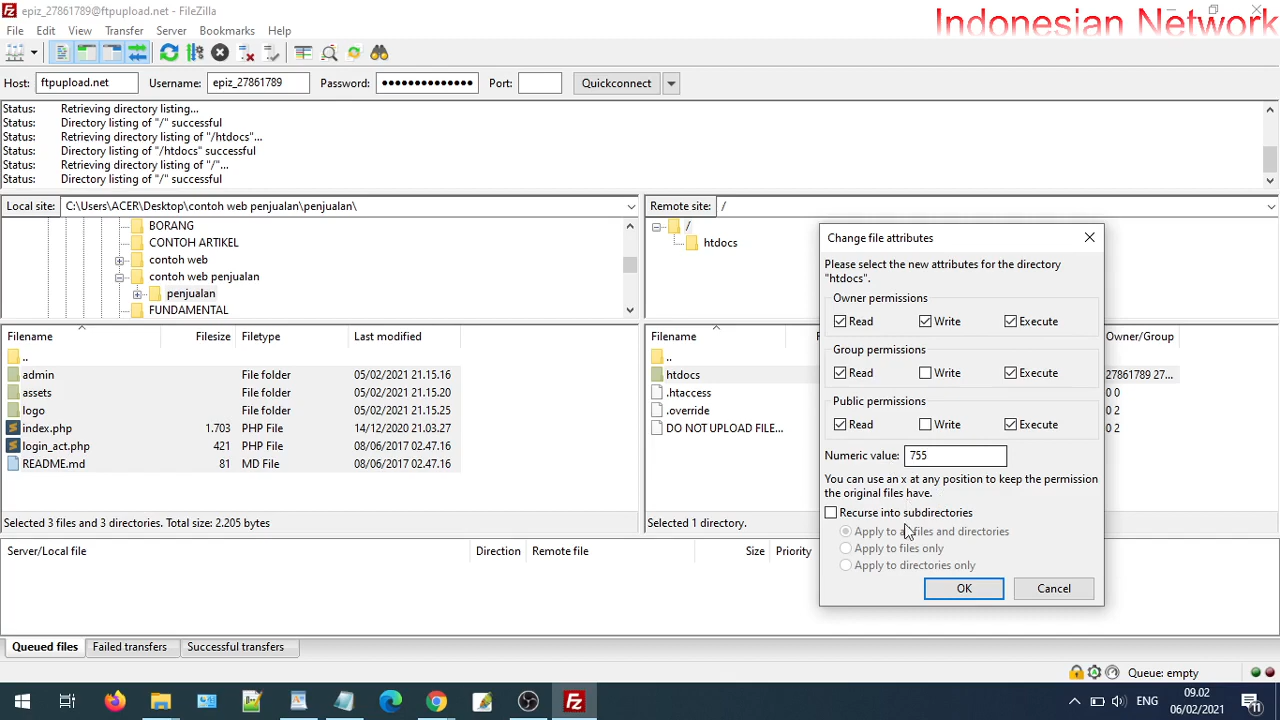 epiz_27861789@ftpupload.net - FileZilla
Indonesian Network
File Edit View Transfer Server Bookmarks Help
Host: ftpupload.net Username: epiz_27861789 Password: ●●●●●●●●●●●●●● Port: Quickconnect
Status: Retrieving directory listing...
Status: Directory listing of "/" successful
Status: Retrieving directory listing of "/htdocs"...
Status: Directory listing of "/htdocs" successful
Status: Retrieving directory listing of "/"...
Status: Directory listing of "/" successful
Local site: C:\Users\ACER\Desktop\contoh web penjualan\penjualan\
BORANG
CONTOH ARTIKEL
contoh web
contoh web penjualan
penjualan
FUNDAMENTAL
Filename Filesize Filetype Last modified
..
admin File folder 05/02/2021 21.15.16
assets File folder 05/02/2021 21.15.20
logo File folder 05/02/2021 21.15.25
index.php 1.703 PHP File 14/12/2020 21.03.27
login_act.php 421 PHP File 08/06/2017 02.47.16
README.md 81 MD File 08/06/2017 02.47.16
Selected 3 files and 3 directories. Total size: 2.205 bytes
Remote site: /
/
htdocs
Filename F Owner/Group
..
htdocs 27861789 27...
.htaccess 0 0
.override 0 2
DO NOT UPLOAD FILE... 0 2
Selected 1 directory.
Change file attributes
Please select the new attributes for the directory
"htdocs".
Owner permissions
Read Write Execute
Group permissions
Read Write Execute
Public permissions
Read Write Execute
Numeric value: 755
You can use an x at any position to keep the permission
the original files have.
Recurse into subdirectories
Apply to all files and directories
Apply to files only
Apply to directories only
OK Cancel
Server/Local file Direction Remote file Size Priority
Queued files Failed transfers Successful transfers
Queue: empty
ENG
09.02
06/02/2021
11